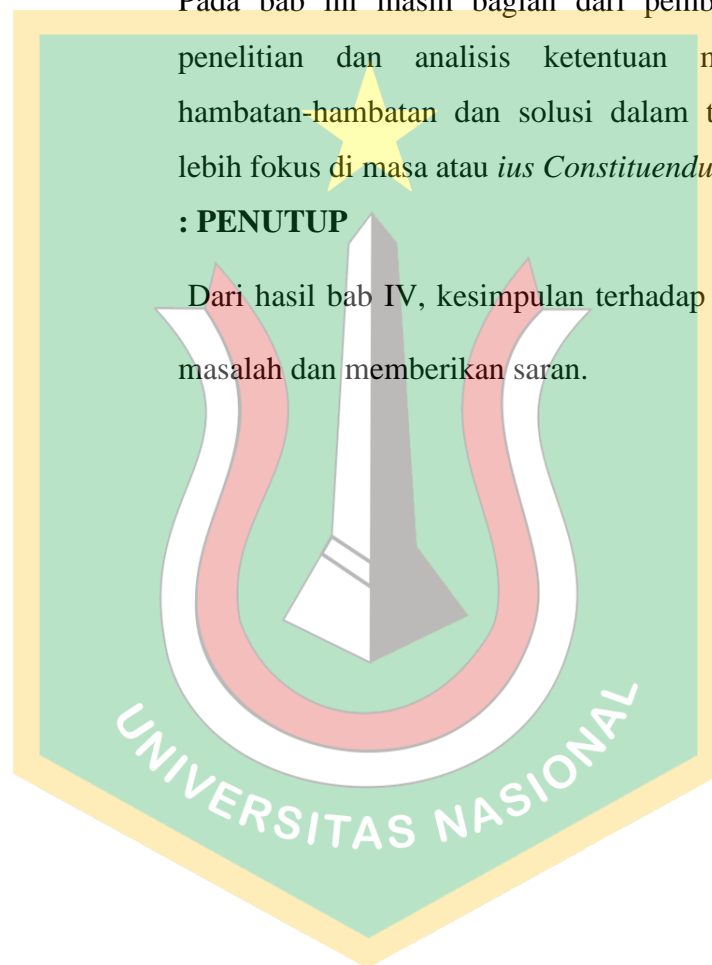 Pada bab ini masih bagian dari
penelitian dan analisis ketentuan
hambatan-hambatan dan solusi dalam
lebih fokus di masa atau ius Constituendu
: PENUTUP
Dari hasil bab IV, kesimpulan terhadap
masalah dan memberikan saran.
UNIVERSITAS NASIONAL